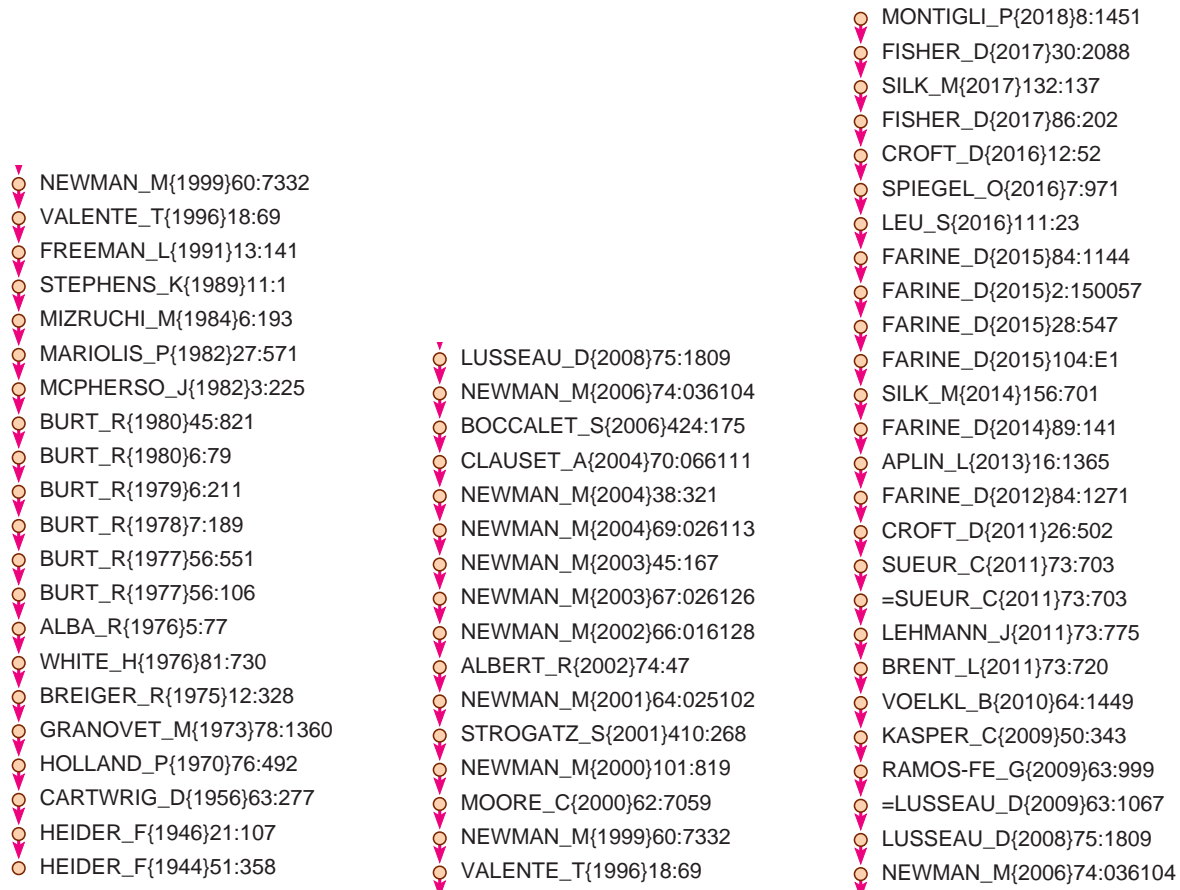 NEWMAN_M{1999}60:7332
VALENTE_T{1996}18:69
FREEMAN_L{1991}13:141
STEPHENS_K{1989}11:1
MIZRUCHI_M{1984}6:193
MARIOLIS_P{1982}27:571
MCPHERSO_J{1982}3:225
BURT_R{1980}45:821
BURT_R{1980}6:79
BURT_R{1979}6:211
BURT_R{1978}7:189
BURT_R{1977}56:551
BURT_R{1977}56:106
ALBA_R{1976}5:77
WHITE_H{1976}81:730
BREIGER_R{1975}12:328
GRANOVET_M{1973}78:1360
HOLLAND_P{1970}76:492
CARTWRIG_D{1956}63:277
HEIDER_F{1946}21:107
HEIDER_F{1944}51:358
LUSSEAU_D{2008}75:1809
NEWMAN_M{2006}74:036104
BOCCALET_S{2006}424:175
CLAUSET_A{2004}70:066111
NEWMAN_M{2004}38:321
NEWMAN_M{2004}69:026113
NEWMAN_M{2003}45:167
NEWMAN_M{2003}67:026126
NEWMAN_M{2002}66:016128
ALBERT_R{2002}74:47
NEWMAN_M{2001}64:025102
STROGATZ_S{2001}410:268
NEWMAN_M{2000}101:819
MOORE_C{2000}62:7059
NEWMAN_M{1999}60:7332
VALENTE_T{1996}18:69
MONTIGLI_P{2018}8:1451
FISHER_D{2017}30:2088
SILK_M{2017}132:137
FISHER_D{2017}86:202
CROFT_D{2016}12:52
SPIEGEL_O{2016}7:971
LEU_S{2016}111:23
FARINE_D{2015}84:1144
FARINE_D{2015}2:150057
FARINE_D{2015}28:547
FARINE_D{2015}104:E1
SILK_M{2014}156:701
FARINE_D{2014}89:141
APLIN_L{2013}16:1365
FARINE_D{2012}84:1271
CROFT_D{2011}26:502
SUEUR_C{2011}73:703
=SUEUR_C{2011}73:703
LEHMANN_J{2011}73:775
BRENT_L{2011}73:720
VOELKL_B{2010}64:1449
KASPER_C{2009}50:343
RAMOS-FE_G{2009}63:999
=LUSSEAU_D{2009}63:1067
LUSSEAU_D{2008}75:1809
NEWMAN_M{2006}74:036104